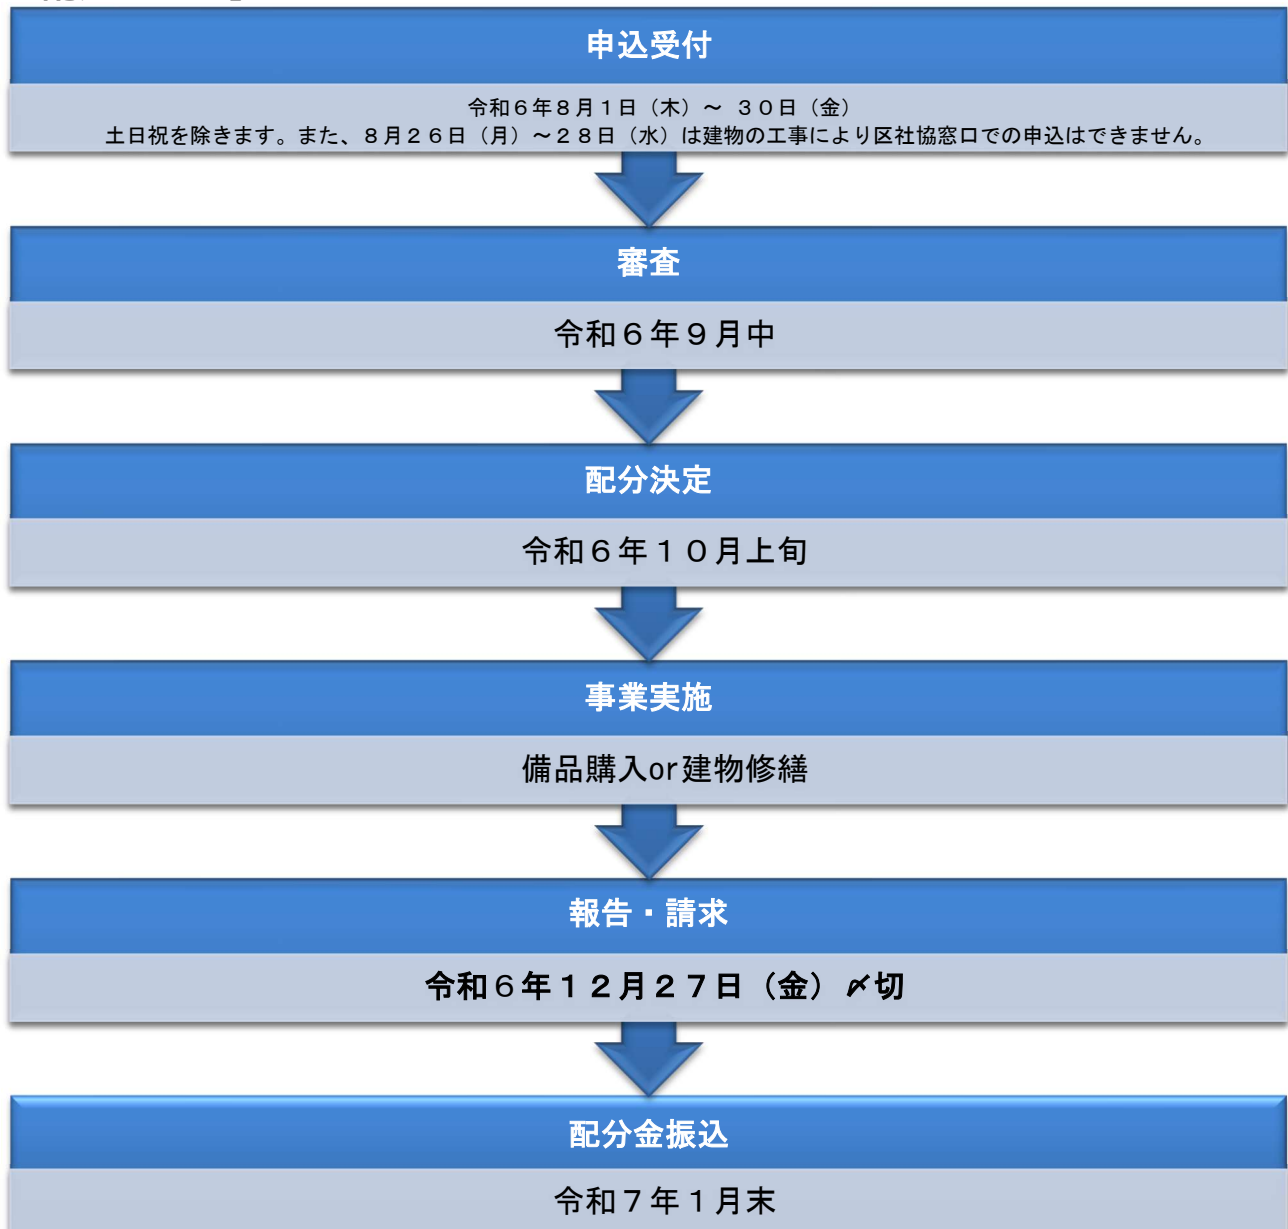 申込受付
令和６年８月１日（木）～ ３０日（金）
土日祝を除きます。また、８月２６日（月）～２８日（水）は建物の工事により区社協窓口での申込はできません。
審査
令和６年９月中
配分決定
令和６年１０月上旬
事業実施
備品購入or建物修繕
報告・請求
令和６年１２月２７日（金）〆切
配分金振込
令和７年１月末